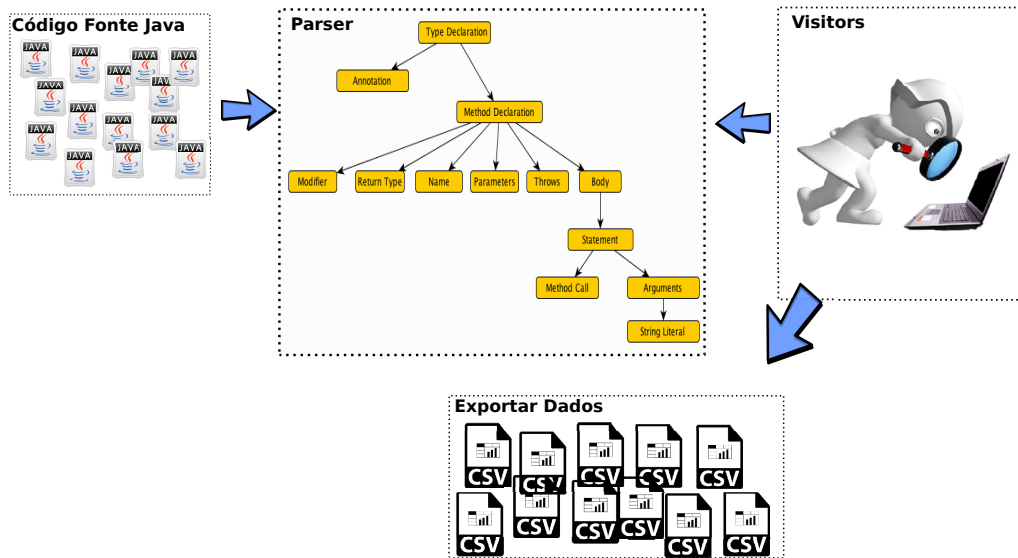 Código Fonte Java
JAVA
JAVA
JAVA
JAVA
JAVA
JAVA
JAVA
JAVA
JAVA
JAVA
JAVA
JAVA
JAVA
JAVA
Parser
Type Declaration
Annotation
Method Declaration
Modifier
Return Type
Name
Parameters
Throws
Body
Statement
Method Call
Arguments
String Literal
Visitors
Exportar Dados
CSV
CSV
CSV
CSV
CSV
CSV
CSV
CSV
CSV
CSV
CSV